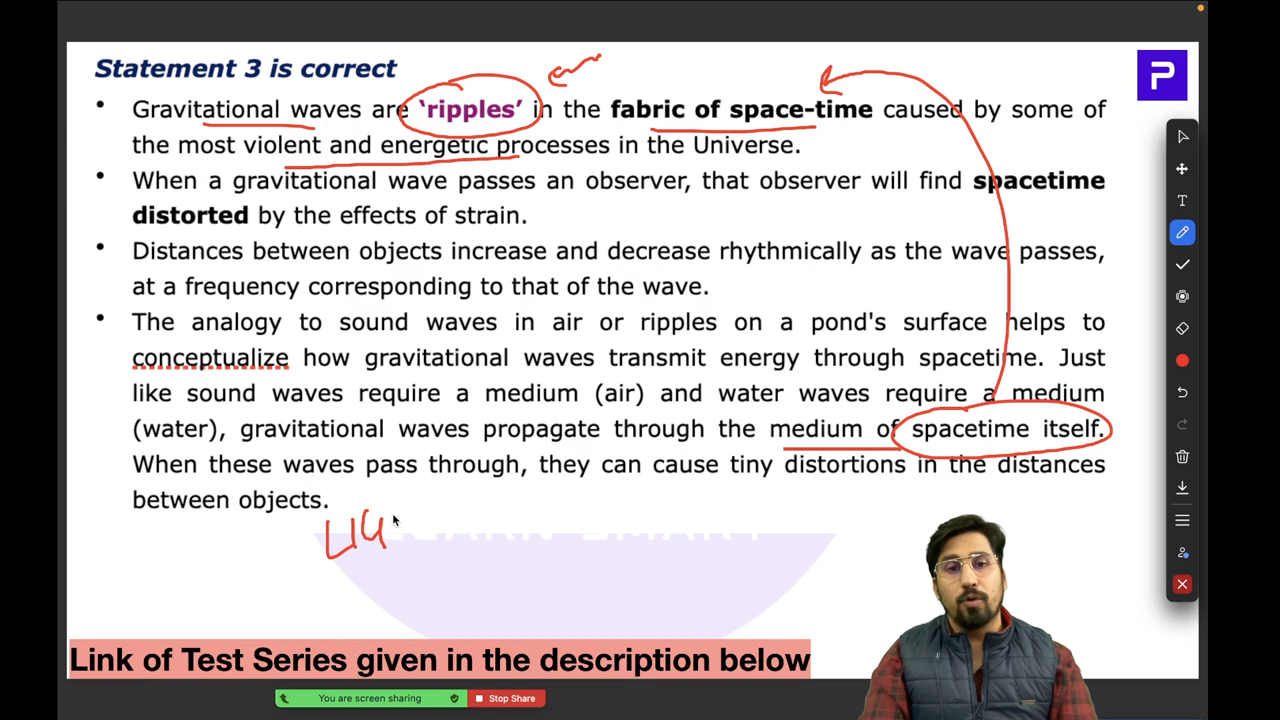 Statement 3 is correct
P
• Gravitational waves are ‘ripples’ in the fabric of space-time caused by some of
the most violent and energetic processes in the Universe.
• When a gravitational wave passes an observer, that observer will find spacetime
distorted by the effects of strain.
• Distances between objects increase and decrease rhythmically as the wave passes,
at a frequency corresponding to that of the wave.
• The analogy to sound waves in air or ripples on a pond's surface helps to
conceptualize how gravitational waves transmit energy through spacetime. Just
like sound waves require a medium (air) and water waves require a medium
(water), gravitational waves propagate through the medium of spacetime itself.
When these waves pass through, they can cause tiny distortions in the distances
between objects.
LIG
LEARN SMART
Link of Test Series given in the description below
You are screen sharing
Stop Share